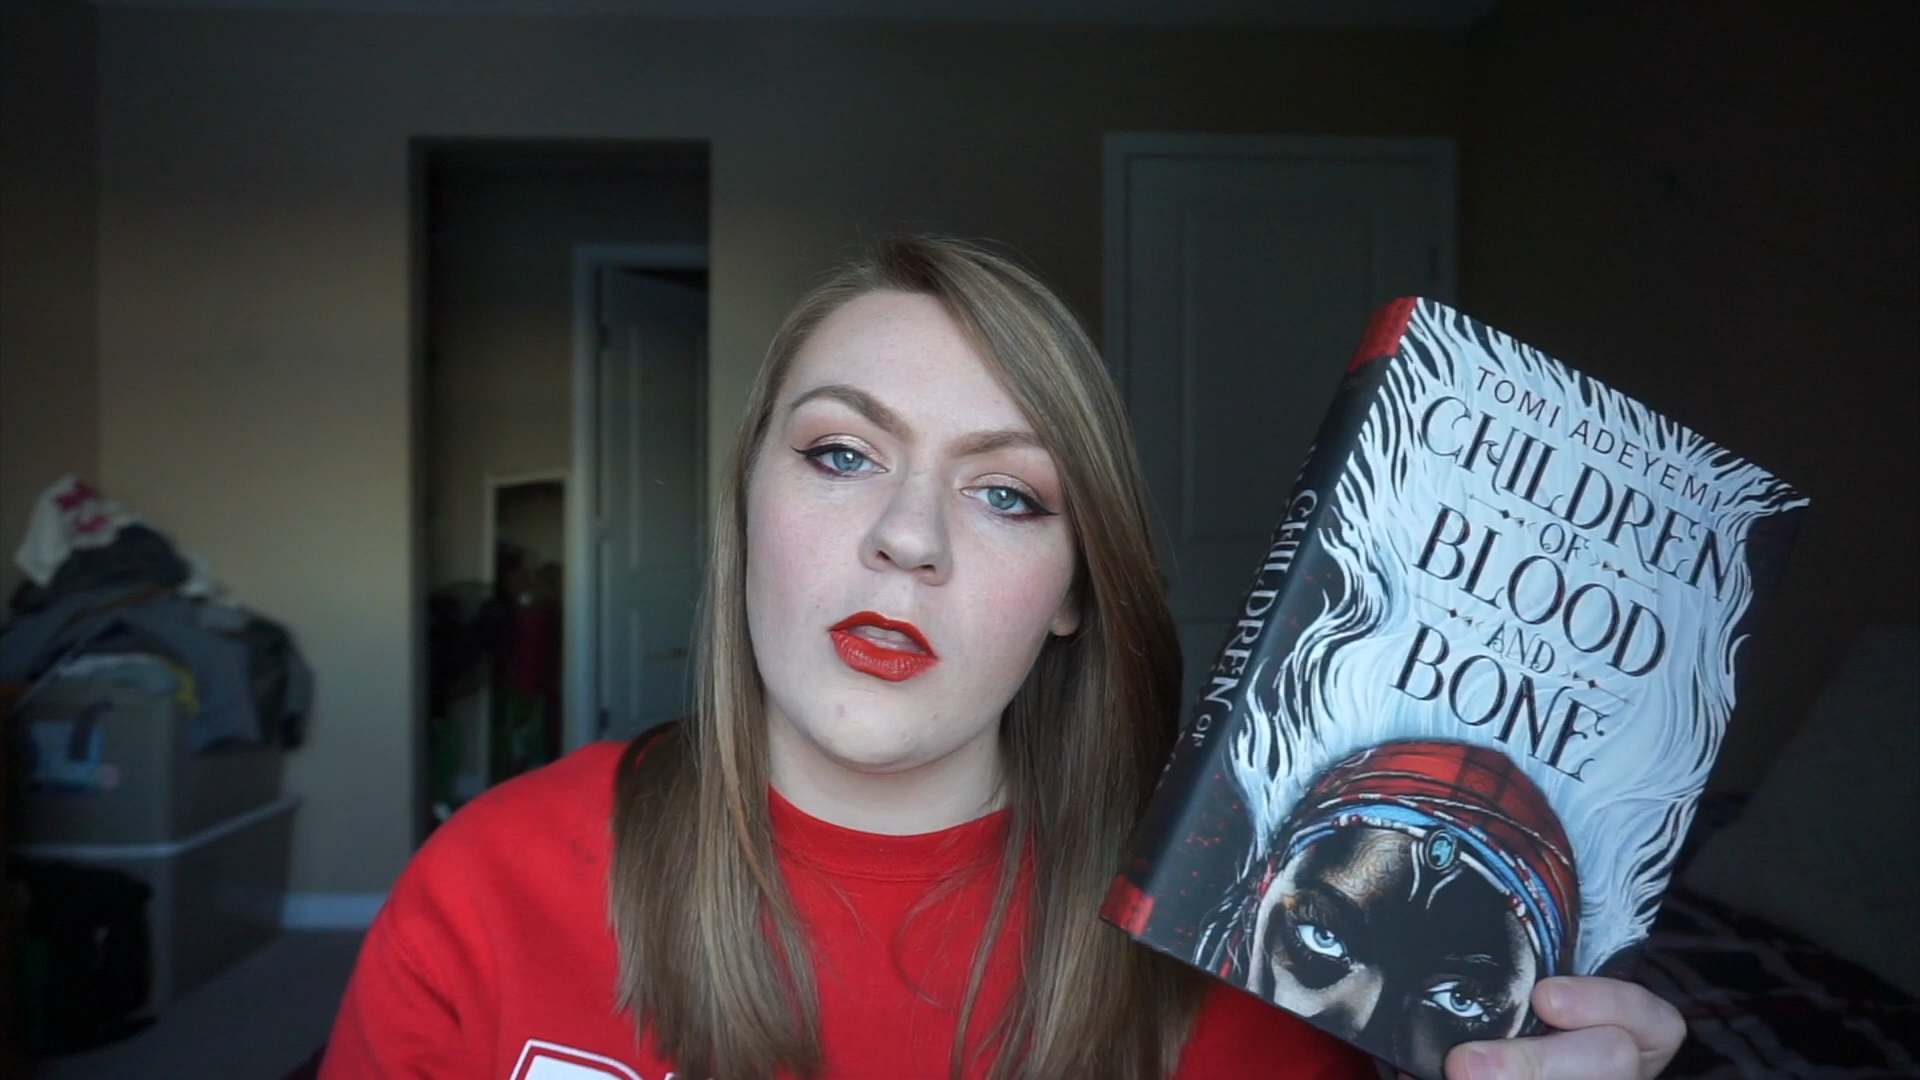 TOMI ADEYEMI
CHILDREN
OF
BLOOD
AND
BONE
CHILDREN OF